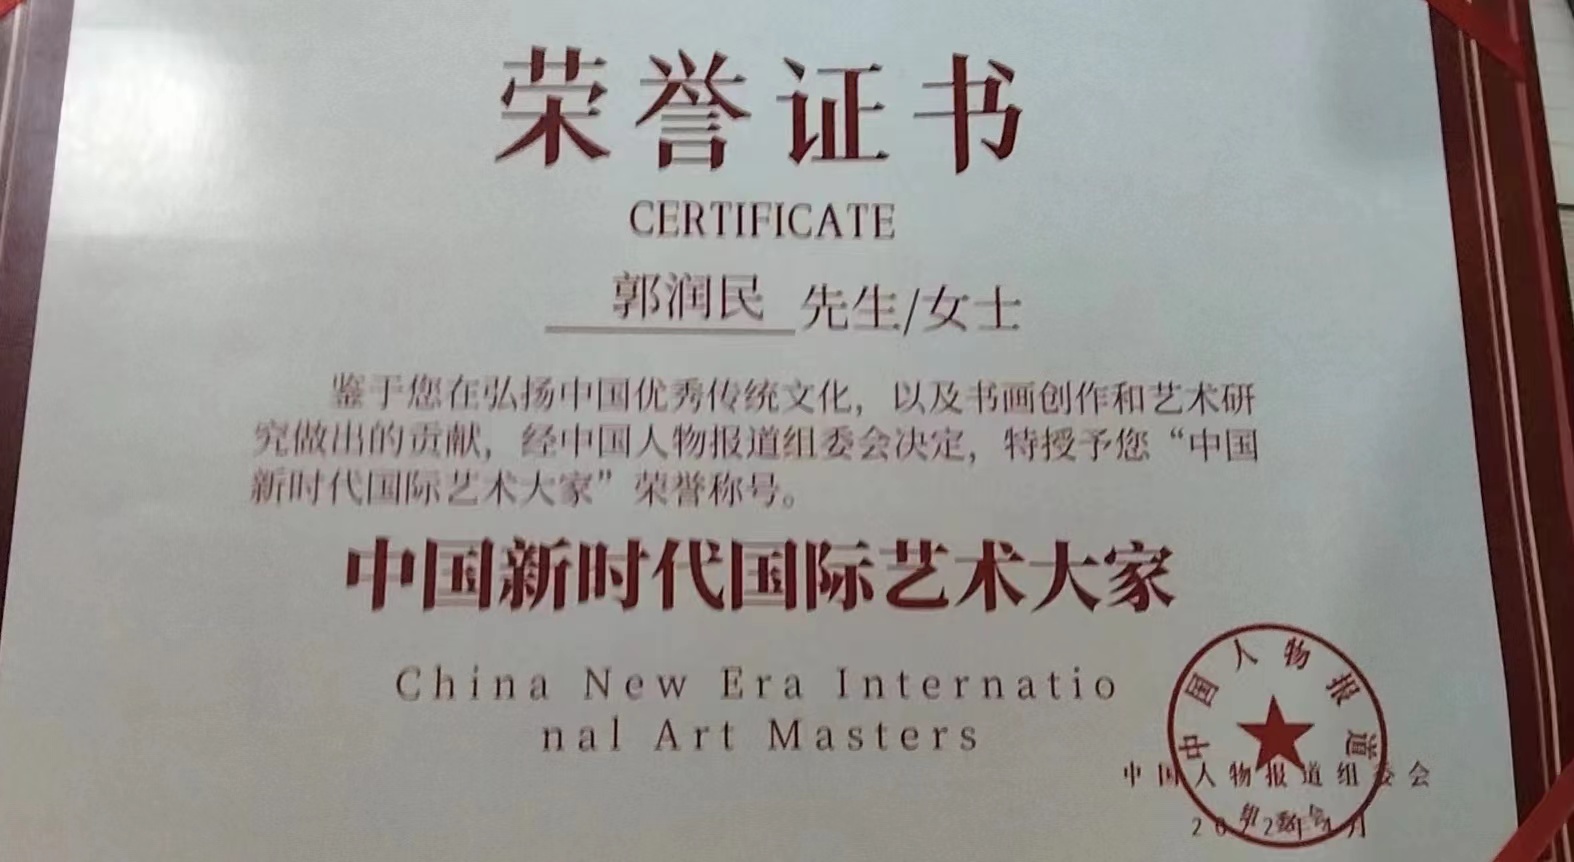 荣誉证书
CERTIFICATE
郭润民 先生/女士
鉴于您在弘扬中国优秀传统文化，以及书画创作和艺术研
究做出的贡献，经中国人物报道组委会决定，特授予您“中国
新时代国际艺术大家”荣誉称号。
中国新时代国际艺术大家
China New Era Internatio
nal Art Masters
中国人物报道
中国人物报道组委会
组委会